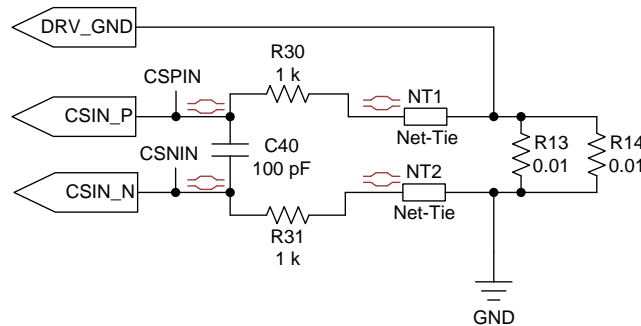 DRV_GND
R30
1 k
CSPIN
NT1
CSIN_P
Net-Tie
C40
100 pF
R13
0.01
R14
0.01
CSNIN
NT2
CSIN_N
Net-Tie
R31
1 k
GND